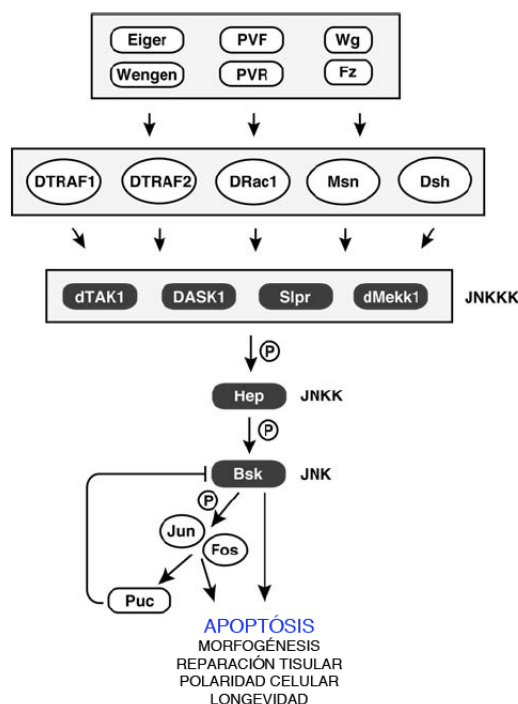 Eiger PVF Wg
Wengen PVR Fz
DTRAF1 DTRAF2 DRac1 Msn Dsh
dTAK1 DASK1 Slpr dMekk1 JNKKK
P
Hep JNKK
P
Bsk JNK
P
Jun
Fos
Puc
APOPTÓSIS
MORFOGÉNESIS
REPARACIÓN TISULAR
POLARIDAD CELULAR
LONGEVIDAD